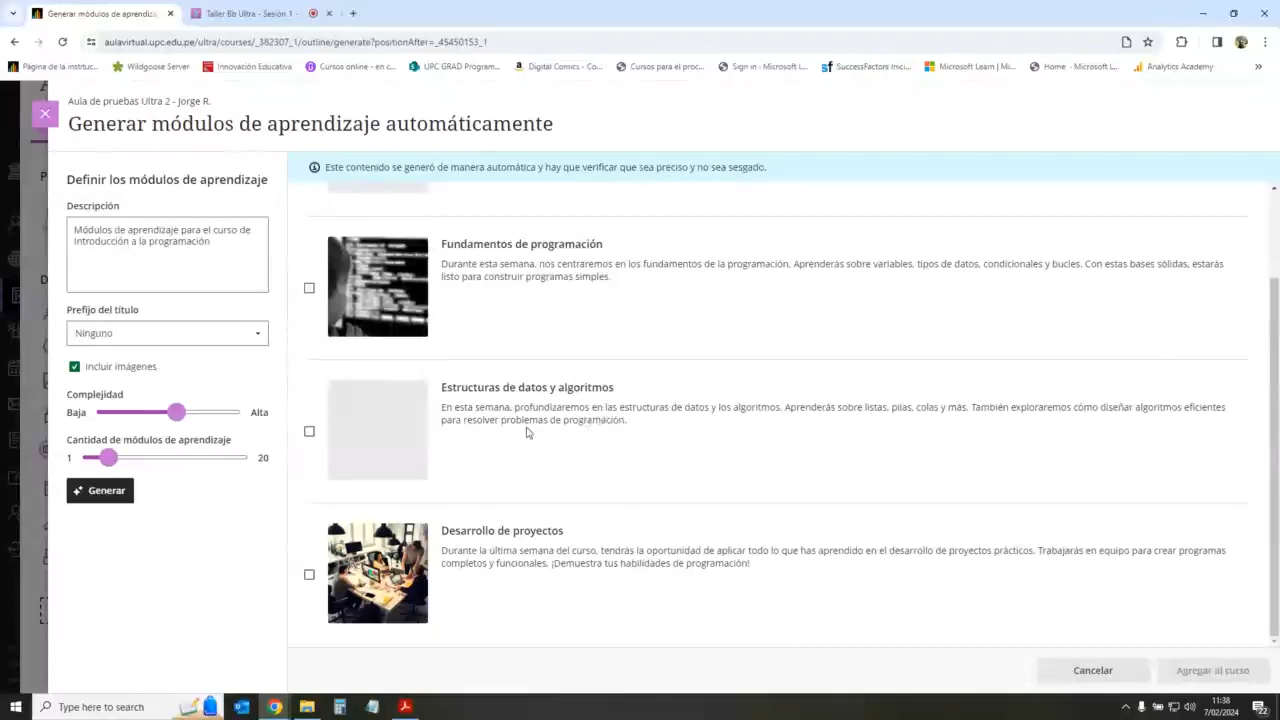 Generar módulos de aprendizaj
Taller Bb Ultra - Sesión 1 -
aulavirtual.upc.edu.pe/ultra/courses/_382307_1/outline/generate?positionAfter=_45450153_1
Página de la instituc...
Wildgoose Server
Innovación Educativa
Cursos online - en c...
UPC GRAD Program...
Digital Comics - Co...
Cursos para el proc...
Sign in - Microsoft L...
SuccessFactors Inici...
Microsoft Learn | Mi...
Home - Microsoft L...
Analytics Academy
Aula de pruebas Ultra 2 - Jorge R.
Generar módulos de aprendizaje automáticamente
Definir los módulos de aprendizaje
Descripción
Módulos de aprendizaje para el curso de
Introducción a la programación
Prefijo del título
Ninguno
Incluir imágenes
Complejidad
Baja
Alta
Cantidad de módulos de aprendizaje
1
20
Generar
Este contenido se generó de manera automática y hay que verificar que sea preciso y no sea sesgado.
Fundamentos de programación
Durante esta semana, nos centraremos en los fundamentos de la programación. Aprenderás sobre variables, tipos de datos, condicionales y bucles. Con estas bases sólidas, estarás
listo para construir programas simples.
Estructuras de datos y algoritmos
En esta semana, profundizaremos en las estructuras de datos y los algoritmos. Aprenderás sobre listas, pilas, colas y más. También exploraremos cómo diseñar algoritmos eficientes
para resolver problemas de programación.
Desarrollo de proyectos
Durante la última semana del curso, tendrás la oportunidad de aplicar todo lo que has aprendido en el desarrollo de proyectos prácticos. Trabajarás en equipo para crear programas
completos y funcionales. ¡Demuestra tus habilidades de programación!
Cancelar
Agregar al curso
Type here to search
11:38
7/02/2024
22